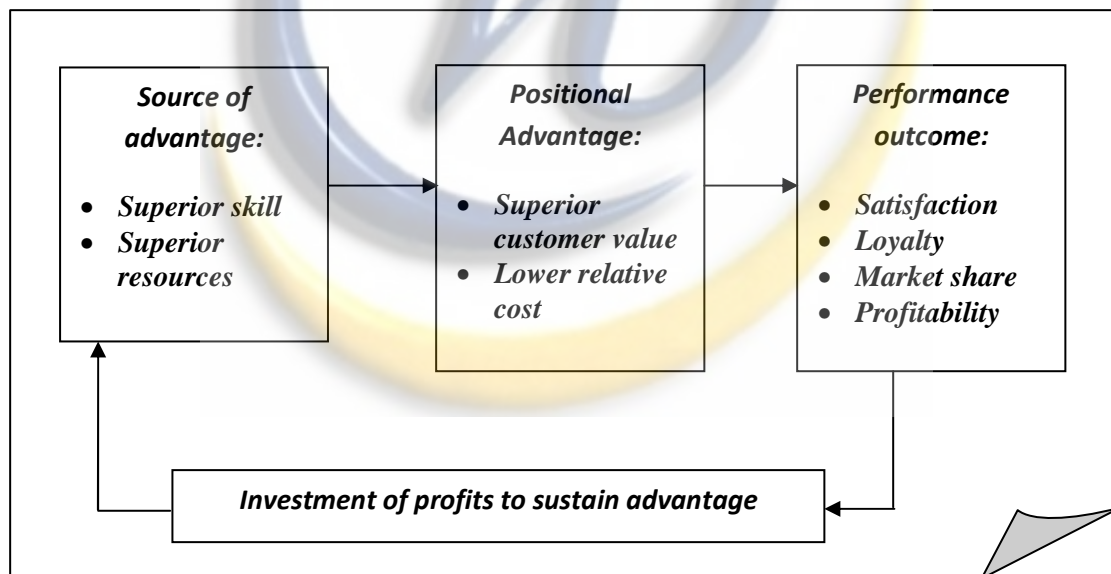 Source of
advantage:
• Superior skill
• Superior
resources
Positional
Advantage:
• Superior
customer value
• Lower relative
cost
Performance
outcome:
• Satisfaction
• Loyalty
• Market share
• Profitability
Investment of profits to sustain advantage